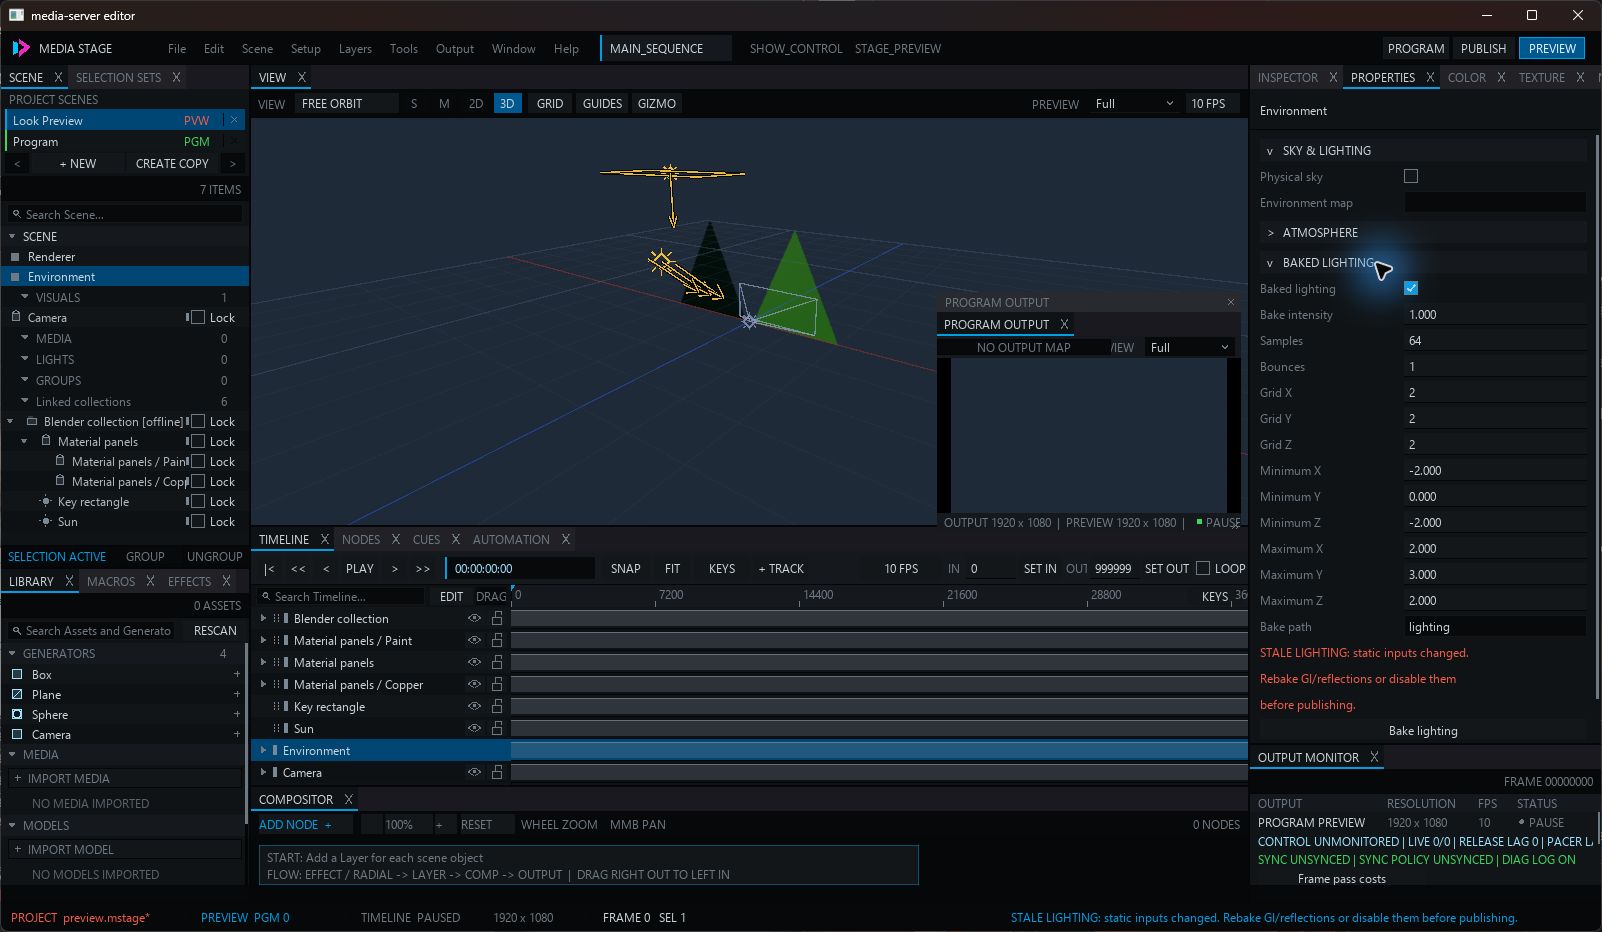 media-server editor
MEDIA STAGE File Edit Scene Setup Layers Tools Output Window Help MAIN_SEQUENCE SHOW_CONTROL STAGE_PREVIEW PROGRAM PUBLISH PREVIEW
SCENE X SELECTION SETS X
PROJECT SCENES
Look Preview PVW
Program PGM
< + NEW CREATE COPY >
7 ITEMS
Search Scene...
SCENE
Renderer
Environment
VISUALS 1
Camera Lock
MEDIA 0
LIGHTS 0
GROUPS 0
Linked collections 6
Blender collection [offline] Lock
Material panels Lock
Material panels / Pain Lock
Material panels / Cop Lock
Key rectangle Lock
Sun Lock
SELECTION ACTIVE GROUP UNGROUP
LIBRARY X MACROS X EFFECTS X
0 ASSETS
Search Assets and Generato RESCAN
GENERATORS 4
Box +
Plane +
Sphere +
Camera +
MEDIA
+ IMPORT MEDIA
NO MEDIA IMPORTED
MODELS
+ IMPORT MODEL
NO MODELS IMPORTED
VIEW X
VIEW FREE ORBIT S M 2D 3D GRID GUIDES GIZMO PREVIEW Full 10 FPS
PROGRAM OUTPUT
PROGRAM OUTPUT X
NO OUTPUT MAP VIEW Full
OUTPUT 1920 x 1080 | PREVIEW 1920 x 1080 | PAUSE
TIMELINE X NODES X CUES X AUTOMATION X
|< << < PLAY > >> 00:00:00:00 SNAP FIT KEYS + TRACK 10 FPS IN 0 SET IN OUT 999999 SET OUT LOOP
Search Timeline... EDIT DRAG 0 7200 14400 21600 28800 KEYS 360
Blender collection
Material panels / Paint
Material panels
Material panels / Copper
Key rectangle
Sun
Environment
Camera
COMPOSITOR X
ADD NODE + 100% + RESET WHEEL ZOOM MMB PAN 0 NODES
START: Add a Layer for each scene object
FLOW: EFFECT / RADIAL -> LAYER -> COMP -> OUTPUT | DRAG RIGHT OUT TO LEFT IN
INSPECTOR X PROPERTIES X COLOR X TEXTURE X
Environment
v SKY & LIGHTING
Physical sky
Environment map
> ATMOSPHERE
v BAKED LIGHTING
Baked lighting
Bake intensity 1.000
Samples 64
Bounces 1
Grid X 2
Grid Y 2
Grid Z 2
Minimum X -2.000
Minimum Y 0.000
Minimum Z -2.000
Maximum X 2.000
Maximum Y 3.000
Maximum Z 2.000
Bake path lighting
STALE LIGHTING: static inputs changed.
Rebake GI/reflections or disable them
before publishing.
Bake lighting
OUTPUT MONITOR X
FRAME 00000000
OUTPUT RESOLUTION FPS STATUS
PROGRAM PREVIEW 1920 x 1080 10 PAUSE
CONTROL UNMONITORED | LIVE 0/0 | RELEASE LAG 0 | PACER L
SYNC UNSYNCED | SYNC POLICY UNSYNCED | DIAG LOG ON
Frame pass costs
PROJECT preview.mstage* PREVIEW PGM 0 TIMELINE PAUSED 1920 x 1080 FRAME 0 SEL 1 STALE LIGHTING: static inputs changed. Rebake GI/reflections or disable them before publishing.